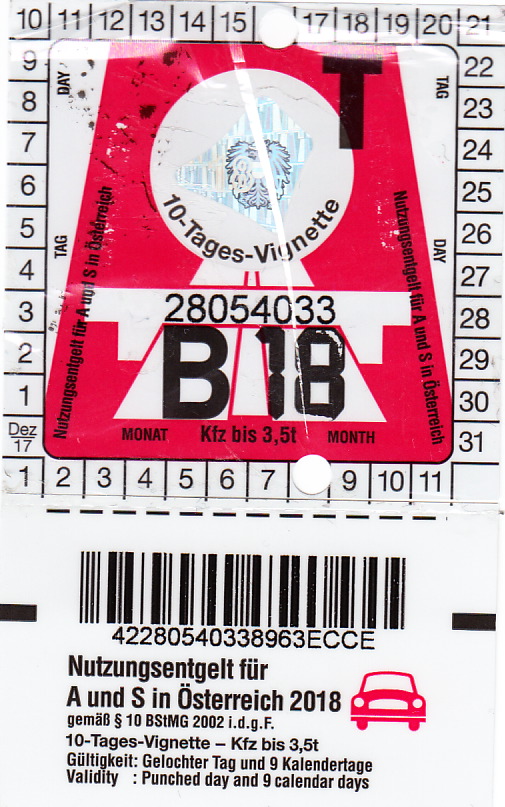 10 11 12 13 14 15 17 18 19 20 21
9 DAY T TAG 22
8 23
7 24
6 25
5 26
4 TAG DAY 27
3 28
2 29
1 30
Dez 17 31
10-Tages-Vignette
Nutzungsentgelt für A und S in Österreich
Nutzungsentgelt für A und S in Österreich
28054033
B 18
MONAT Kfz bis 3,5t MONTH
1 2 3 4 5 6 7 9 10 11
42280540338963ECCE
Nutzungsentgelt für
A und S in Österreich 2018
gemäß § 10 BStMG 2002 i.d.g.F.
10-Tages-Vignette – Kfz bis 3,5t
Gültigkeit: Gelochter Tag und 9 Kalendertage
Validity : Punched day and 9 calendar days